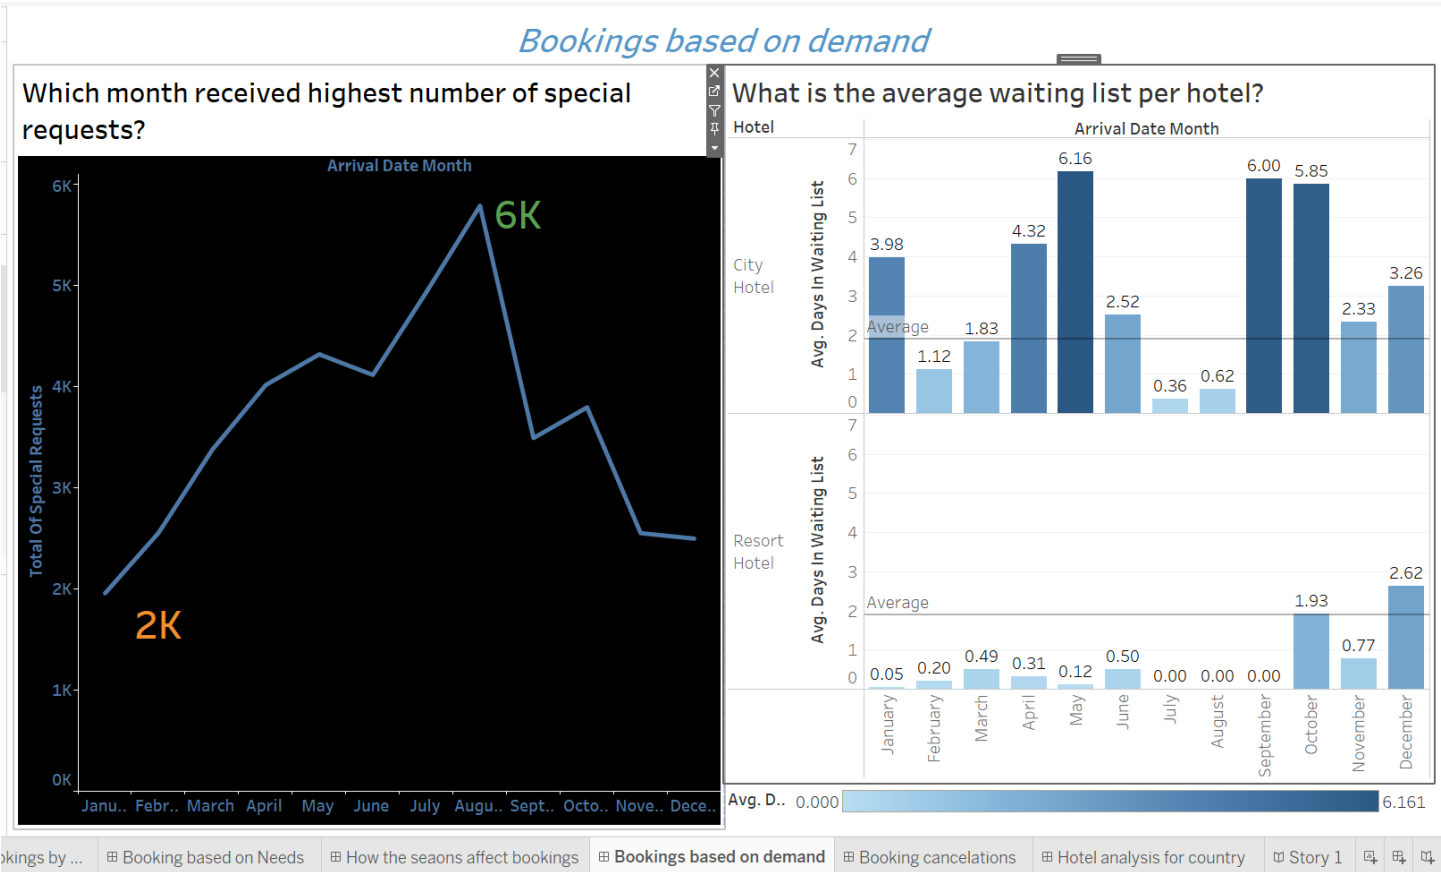 Bookings based on demand
Which month received highest number of special
requests?
Arrival Date Month
6K
5K
4K
3K
2K
1K
0K
Total Of Special Requests
6K
2K
Janu.. Febr.. March April May June July Augu.. Sept.. Octo.. Nove.. Dece..
What is the average waiting list per hotel?
Hotel
Arrival Date Month
City
Hotel
Avg. Days In Waiting List
7
6
5
4
3
2
1
0
3.98
1.12
1.83
4.32
6.16
2.52
0.36
0.62
6.00
5.85
2.33
3.26
Average
Resort
Hotel
Avg. Days In Waiting List
7
6
5
4
3
2
1
0
0.05
0.20
0.49
0.31
0.12
0.50
0.00
0.00
0.00
1.93
0.77
2.62
Average
January
February
March
April
May
June
July
August
September
October
November
December
Avg. D.. 0.000 6.161
okings by ... Booking based on Needs How the seaons affect bookings Bookings based on demand Booking cancelations Hotel analysis for country Story 1